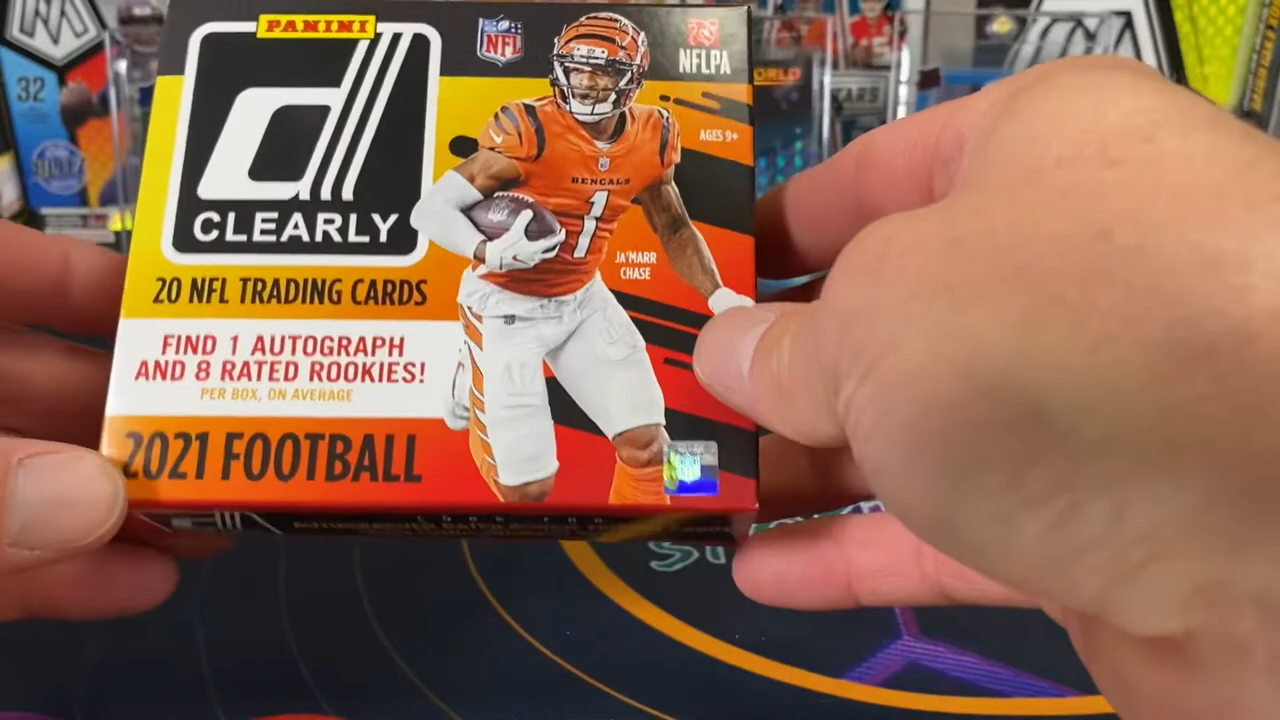 PANINI
CLEARLY
20 NFL TRADING CARDS
FIND 1 AUTOGRAPH
AND 8 RATED ROOKIES!
PER BOX, ON AVERAGE
2021 FOOTBALL
NFL
NFLPA
AGES 9+
BENGALS
1
JA'MARR
CHASE
32